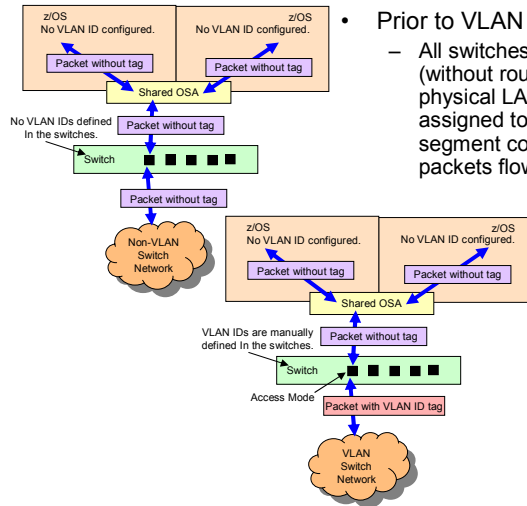 z/OS
No VLAN ID configured.
z/OS
No VLAN ID configured.
Packet without tag
Packet without tag
Shared OSA
Packet without tag
No VLAN IDs defined
In the switches.
Switch
Packet without tag
Non-VLAN
Switch
Network
• Prior to VLAN
– All switches
(without rou
physical LA
assigned to
segment co
packets flow
z/OS
No VLAN ID configured.
z/OS
No VLAN ID configured.
Packet without tag
Packet without tag
Shared OSA
Packet without tag
VLAN IDs are manually
defined In the switches.
Switch
Access Mode
Packet with VLAN ID tag
VLAN
Switch
Network